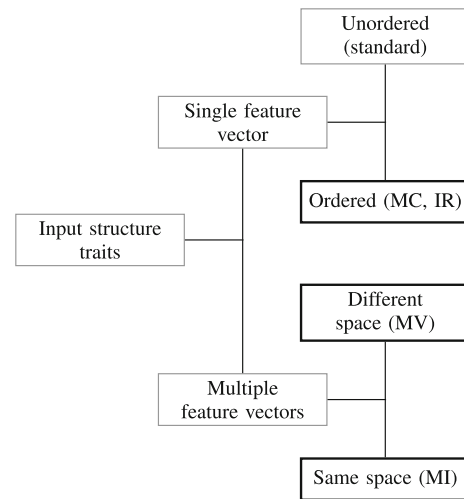 Unordered
(standard)
Single feature
vector
Ordered (MC, IR)
Input structure
traits
Different
space (MV)
Multiple
feature vectors
Same space (MI)